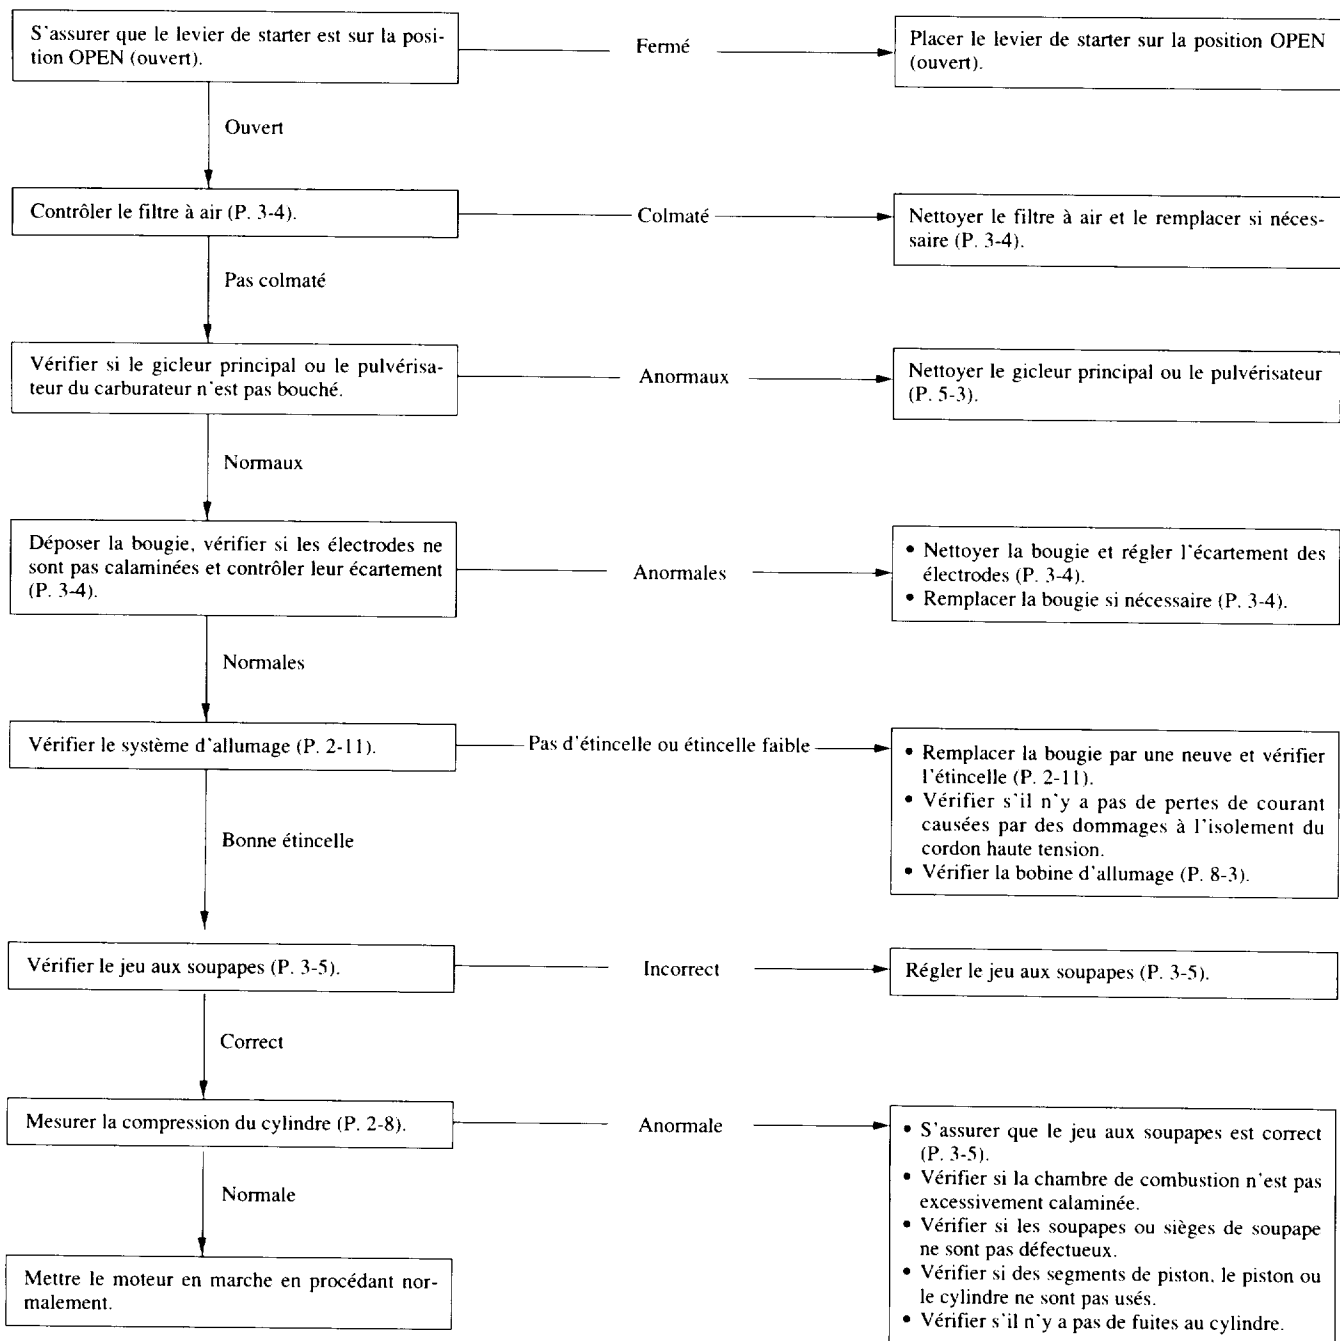 S'assurer que le levier de starter est sur la posi-
tion OPEN (ouvert).
Fermé
Placer le levier de starter sur la position OPEN
(ouvert).
Ouvert
Contrôler le filtre à air (P. 3-4).
Colmaté
Nettoyer le filtre à air et le remplacer si néces-
saire (P. 3-4).
Pas colmaté
Vérifier si le gicleur principal ou le pulvérisa-
teur du carburateur n'est pas bouché.
Anormaux
Nettoyer le gicleur principal ou le pulvérisateur
(P. 5-3).
Normaux
Déposer la bougie, vérifier si les électrodes ne
sont pas calaminées et contrôler leur écartement
(P. 3-4).
Anormales
• Nettoyer la bougie et régler l'écartement des
électrodes (P. 3-4).
• Remplacer la bougie si nécessaire (P. 3-4).
Normales
Vérifier le système d'allumage (P. 2-11).
Pas d'étincelle ou étincelle faible
• Remplacer la bougie par une neuve et vérifier
l'étincelle (P. 2-11).
• Vérifier s'il n'y a pas de pertes de courant
causées par des dommages à l'isolement du
cordon haute tension.
• Vérifier la bobine d'allumage (P. 8-3).
Bonne étincelle
Vérifier le jeu aux soupapes (P. 3-5).
Incorrect
Régler le jeu aux soupapes (P. 3-5).
Correct
Mesurer la compression du cylindre (P. 2-8).
Anormale
• S'assurer que le jeu aux soupapes est correct
(P. 3-5).
• Vérifier si la chambre de combustion n'est pas
excessivement calaminée.
• Vérifier si les soupapes ou sièges de soupape
ne sont pas défectueux.
• Vérifier si des segments de piston, le piston ou
le cylindre ne sont pas usés.
• Vérifier s'il n'y a pas de fuites au cylindre.
Normale
Mettre le moteur en marche en procédant nor-
malement.